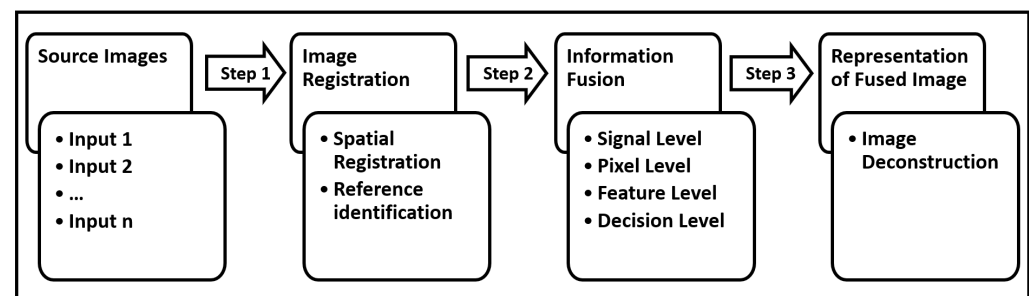 Source Images
• Input 1
• Input 2
• ...
• Input n
Step 1
Image
Registration
• Spatial
Registration
• Reference
identification
Step 2
Information
Fusion
• Signal Level
• Pixel Level
• Feature Level
• Decision Level
Step 3
Representation
of Fused Image
• Image
Deconstruction